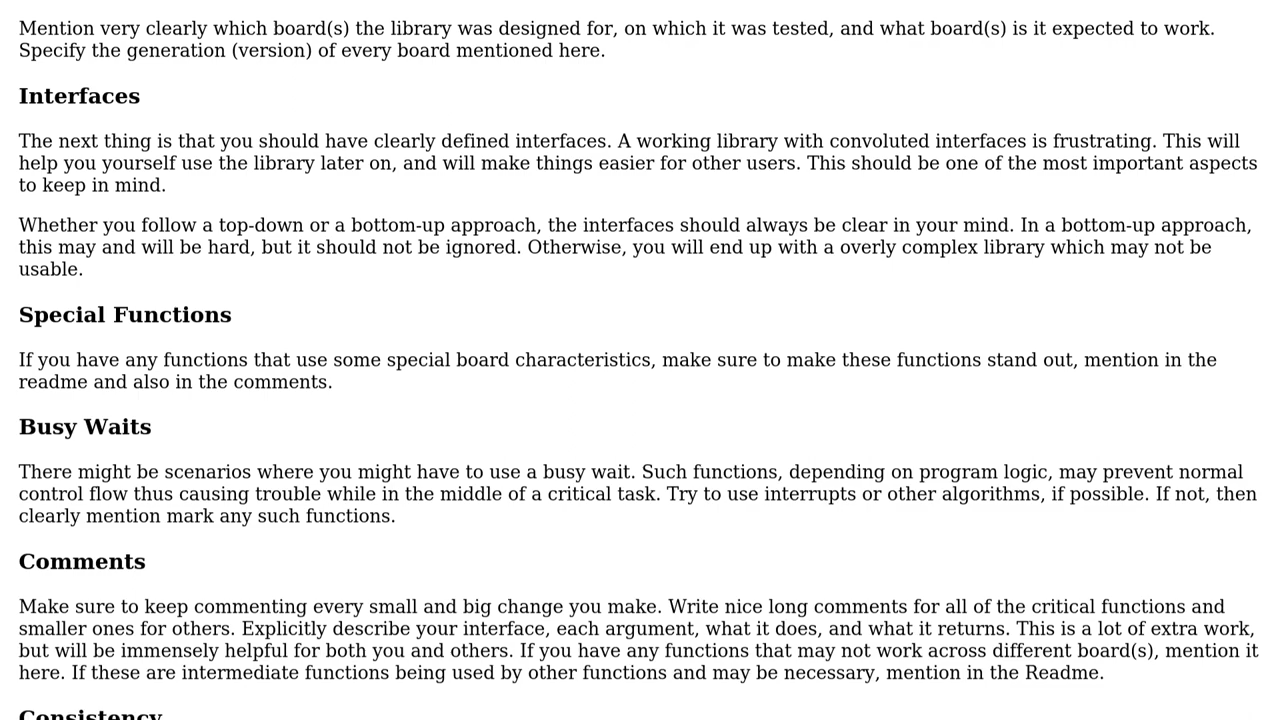 Mention very clearly which board(s) the library was designed for, on which it was tested, and what board(s) is it expected to work.
Specify the generation (version) of every board mentioned here.
Interfaces
The next thing is that you should have clearly defined interfaces. A working library with convoluted interfaces is frustrating. This will
help you yourself use the library later on, and will make things easier for other users. This should be one of the most important aspects
to keep in mind.
Whether you follow a top-down or a bottom-up approach, the interfaces should always be clear in your mind. In a bottom-up approach,
this may and will be hard, but it should not be ignored. Otherwise, you will end up with a overly complex library which may not be
usable.
Special Functions
If you have any functions that use some special board characteristics, make sure to make these functions stand out, mention in the
readme and also in the comments.
Busy Waits
There might be scenarios where you might have to use a busy wait. Such functions, depending on program logic, may prevent normal
control flow thus causing trouble while in the middle of a critical task. Try to use interrupts or other algorithms, if possible. If not, then
clearly mention mark any such functions.
Comments
Make sure to keep commenting every small and big change you make. Write nice long comments for all of the critical functions and
smaller ones for others. Explicitly describe your interface, each argument, what it does, and what it returns. This is a lot of extra work,
but will be immensely helpful for both you and others. If you have any functions that may not work across different board(s), mention it
here. If these are intermediate functions being used by other functions and may be necessary, mention in the Readme.
Consistency